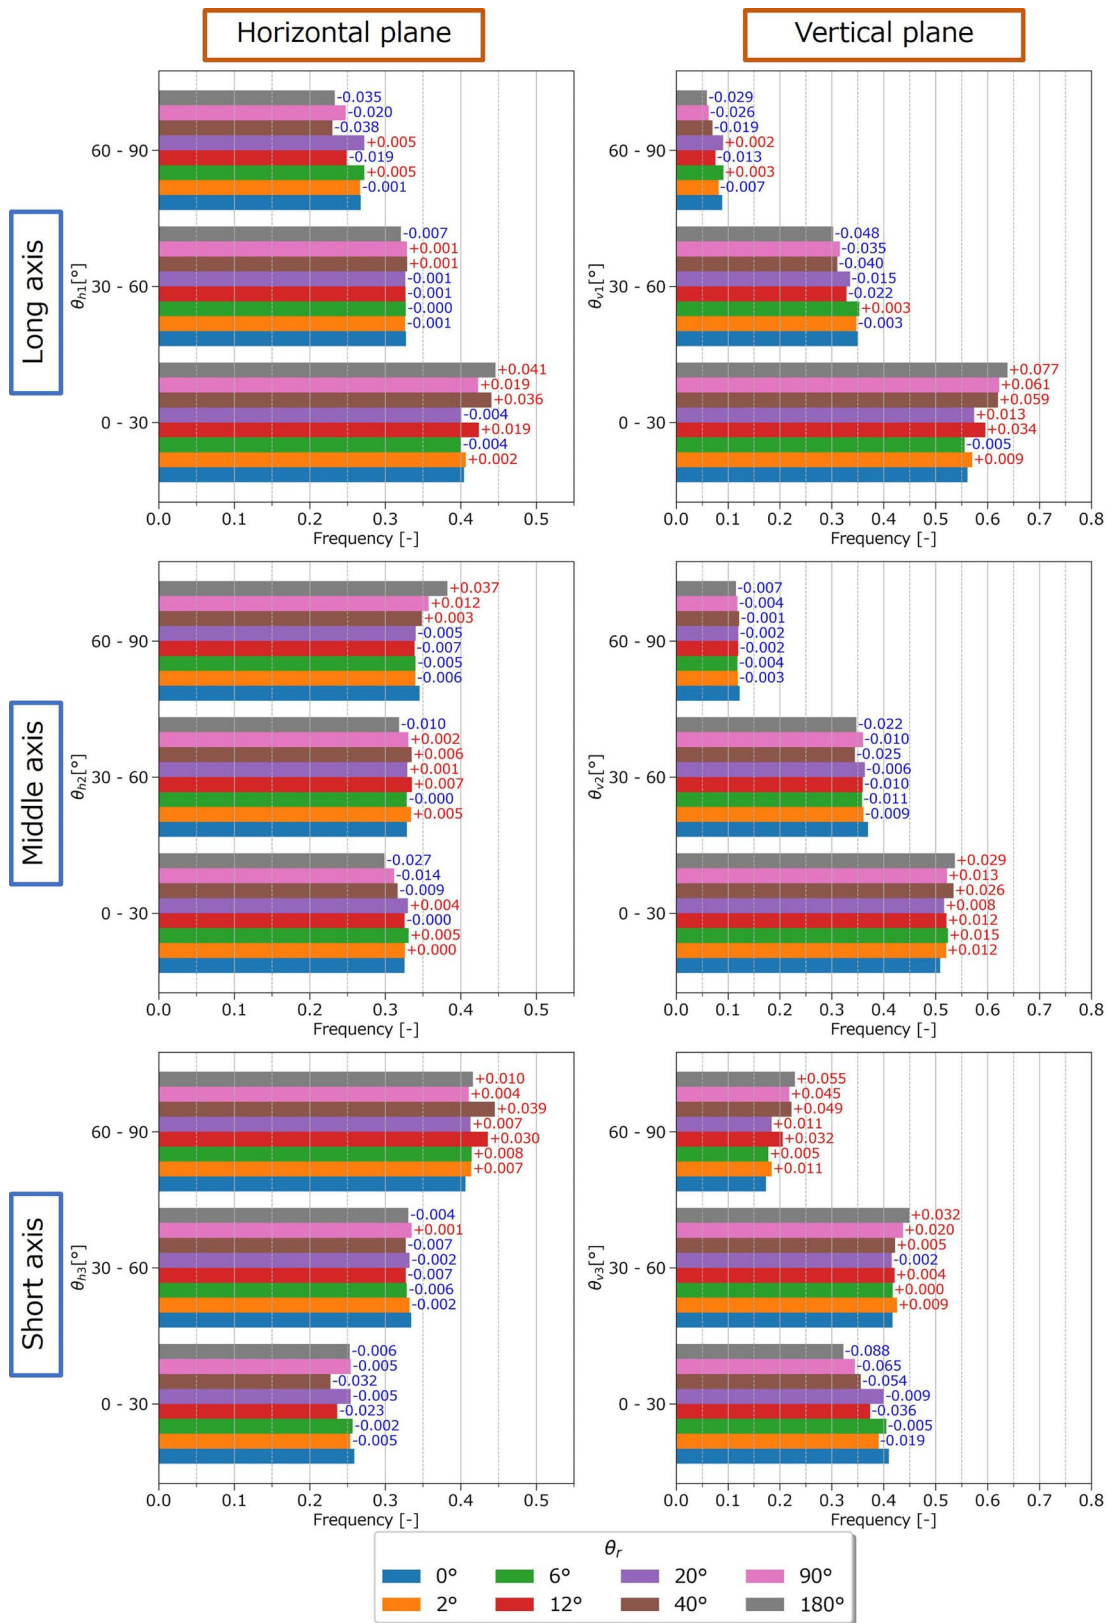 Horizontal plane
Vertical plane
Long axis
θh1[°]
60 - 90
-0.035
-0.020
-0.038
+0.005
-0.019
+0.005
-0.001
30 - 60
-0.007
+0.001
+0.001
-0.001
-0.001
-0.000
-0.001
0 - 30
+0.041
+0.019
+0.036
-0.004
+0.019
-0.004
+0.002
0.0 0.1 0.2 0.3 0.4 0.5
Frequency [-]
θv1[°]
60 - 90
-0.029
-0.026
-0.019
+0.002
-0.013
+0.003
-0.007
30 - 60
-0.048
-0.035
-0.040
-0.015
-0.022
+0.003
-0.003
0 - 30
+0.077
+0.061
+0.059
+0.013
+0.034
-0.005
+0.009
0.0 0.1 0.2 0.3 0.4 0.5 0.6 0.7 0.8
Frequency [-]
Middle axis
θh2[°]
60 - 90
+0.037
+0.012
+0.003
-0.005
-0.007
-0.005
-0.006
30 - 60
-0.010
+0.002
+0.006
+0.001
+0.007
-0.000
+0.005
0 - 30
-0.027
-0.014
-0.009
+0.004
-0.000
+0.005
+0.000
0.0 0.1 0.2 0.3 0.4 0.5
Frequency [-]
θv2[°]
60 - 90
-0.007
-0.004
-0.001
-0.002
-0.002
-0.004
-0.003
30 - 60
-0.022
-0.010
-0.025
-0.006
-0.010
-0.011
-0.009
0 - 30
+0.029
+0.013
+0.026
+0.008
+0.012
+0.015
+0.012
0.0 0.1 0.2 0.3 0.4 0.5 0.6 0.7 0.8
Frequency [-]
Short axis
θh3[°]
60 - 90
+0.010
+0.004
+0.039
+0.007
+0.030
+0.008
+0.007
30 - 60
-0.004
+0.001
-0.007
-0.002
-0.007
-0.006
-0.002
0 - 30
-0.006
-0.005
-0.032
-0.005
-0.023
-0.002
-0.005
0.0 0.1 0.2 0.3 0.4 0.5
Frequency [-]
θv3[°]
60 - 90
+0.055
+0.045
+0.049
+0.011
+0.032
+0.005
+0.011
30 - 60
+0.032
+0.020
+0.005
-0.002
+0.004
+0.000
+0.009
0 - 30
-0.088
-0.065
-0.054
-0.009
-0.036
-0.005
-0.019
0.0 0.1 0.2 0.3 0.4 0.5 0.6 0.7 0.8
Frequency [-]
θr
0° 6° 20° 90°
2° 12° 40° 180°